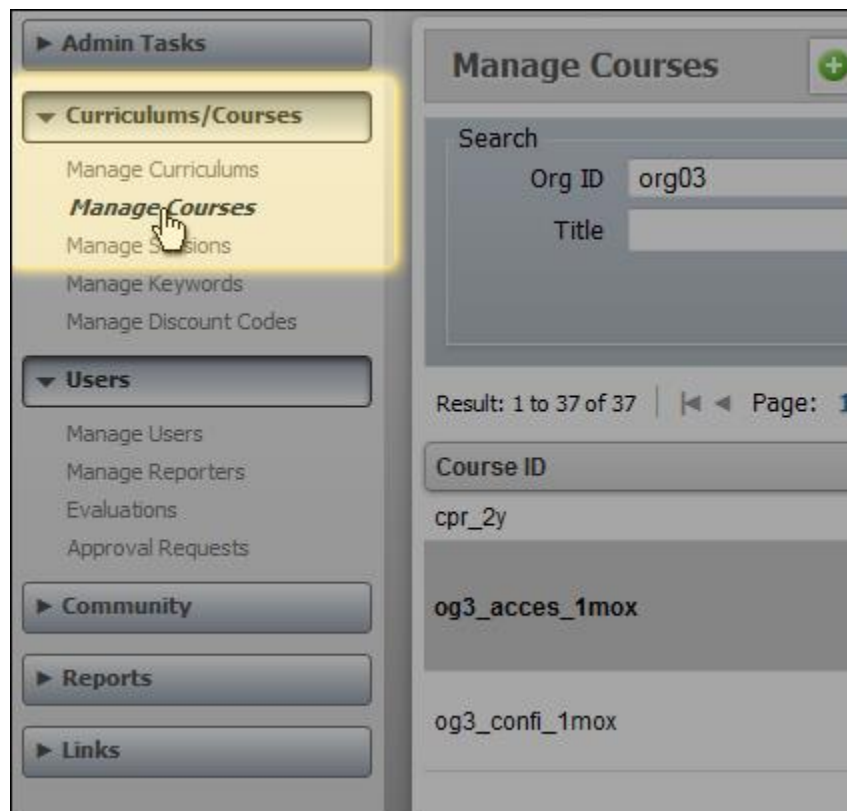 Admin Tasks
Curriculums/Courses
Manage Curriculums
Manage Courses
Manage Sessions
Manage Keywords
Manage Discount Codes
Users
Manage Users
Manage Reporters
Evaluations
Approval Requests
Community
Reports
Links
Manage Courses
Search
Org ID org03
Title
Result: 1 to 37 of 37 Page: 1
Course ID
cpr_2y
og3_acces_1mox
og3_confi_1mox